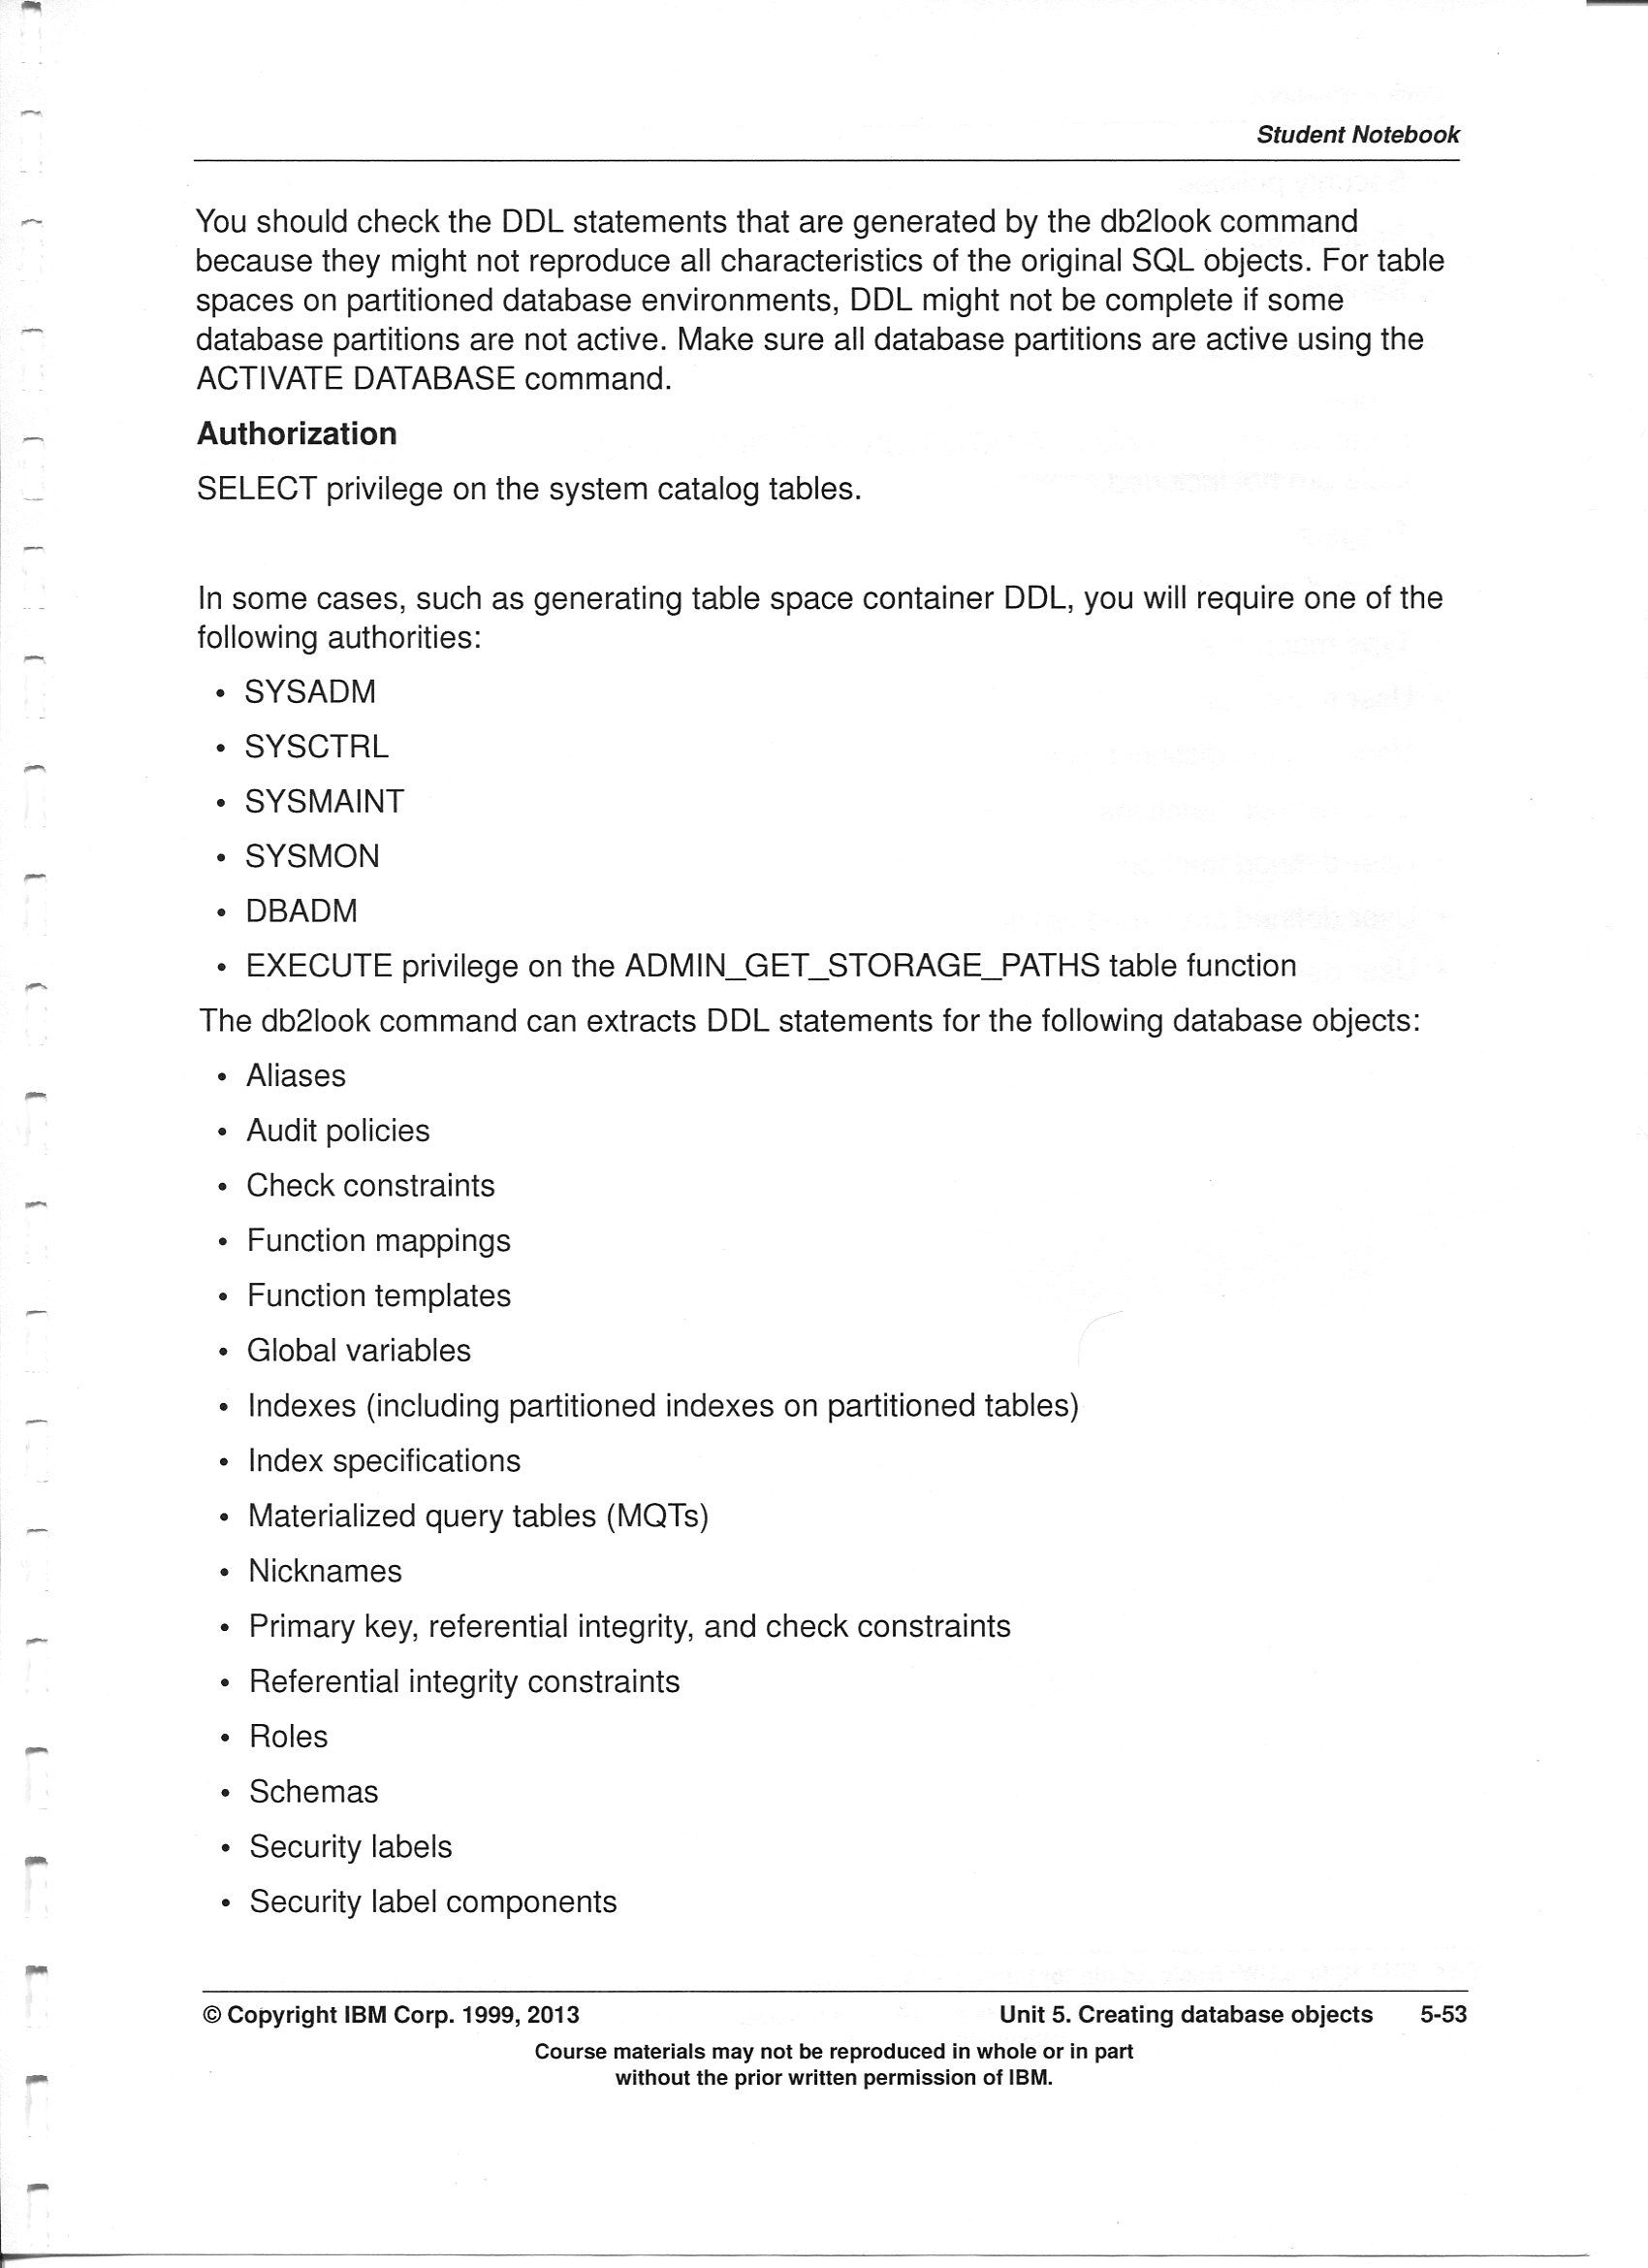 Student Notebook
You should check the DDL statements that are generated by the db2look command
because they might not reproduce all characteristics of the original SQL objects. For table
spaces on partitioned database environments, DDL might not be complete if some
database partitions are not active. Make sure all database partitions are active using the
ACTIVATE DATABASE command.
Authorization
SELECT privilege on the system catalog tables.
In some cases, such as generating table space container DDL, you will require one of the
following authorities:
• SYSADM
• SYSCTRL
• SYSMAINT
• SYSMON
• DBADM
• EXECUTE privilege on the ADMIN_GET_STORAGE_PATHS table function
The db2look command can extracts DDL statements for the following database objects:
• Aliases
• Audit policies
• Check constraints
• Function mappings
• Function templates
• Global variables
• Indexes (including partitioned indexes on partitioned tables)
• Index specifications
• Materialized query tables (MQTs)
• Nicknames
• Primary key, referential integrity, and check constraints
• Referential integrity constraints
• Roles
• Schemas
• Security labels
• Security label components
© Copyright IBM Corp. 1999, 2013 Unit 5. Creating database objects 5-53
Course materials may not be reproduced in whole or in part
without the prior written permission of IBM.